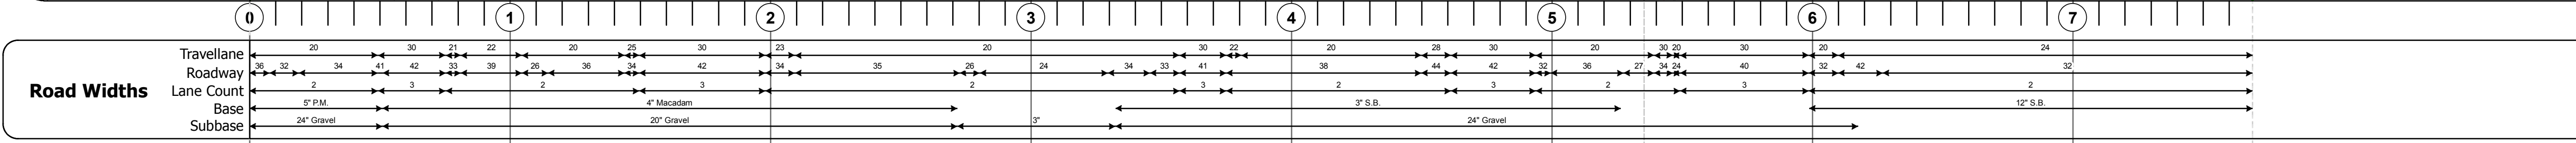 0 1 2 3 4 5 6 7
Travellane 20 30 21 22 20 25 30 23 20 30 22 20 28 30 20 30 20 30 20 24
Roadway 36 32 34 41 42 33 39 26 36 34 42 34 35 26 24 34 33 41 38 44 42 32 36 27 34 24 40 32 42 32
Road Widths
Lane Count 2 3 2 3 2 3 2 3 2 3 2
Base 5" P.M. 4" Macadam 3" S.B. 12" S.B.
Subbase 24" Gravel 20" Gravel 3" 24" Gravel